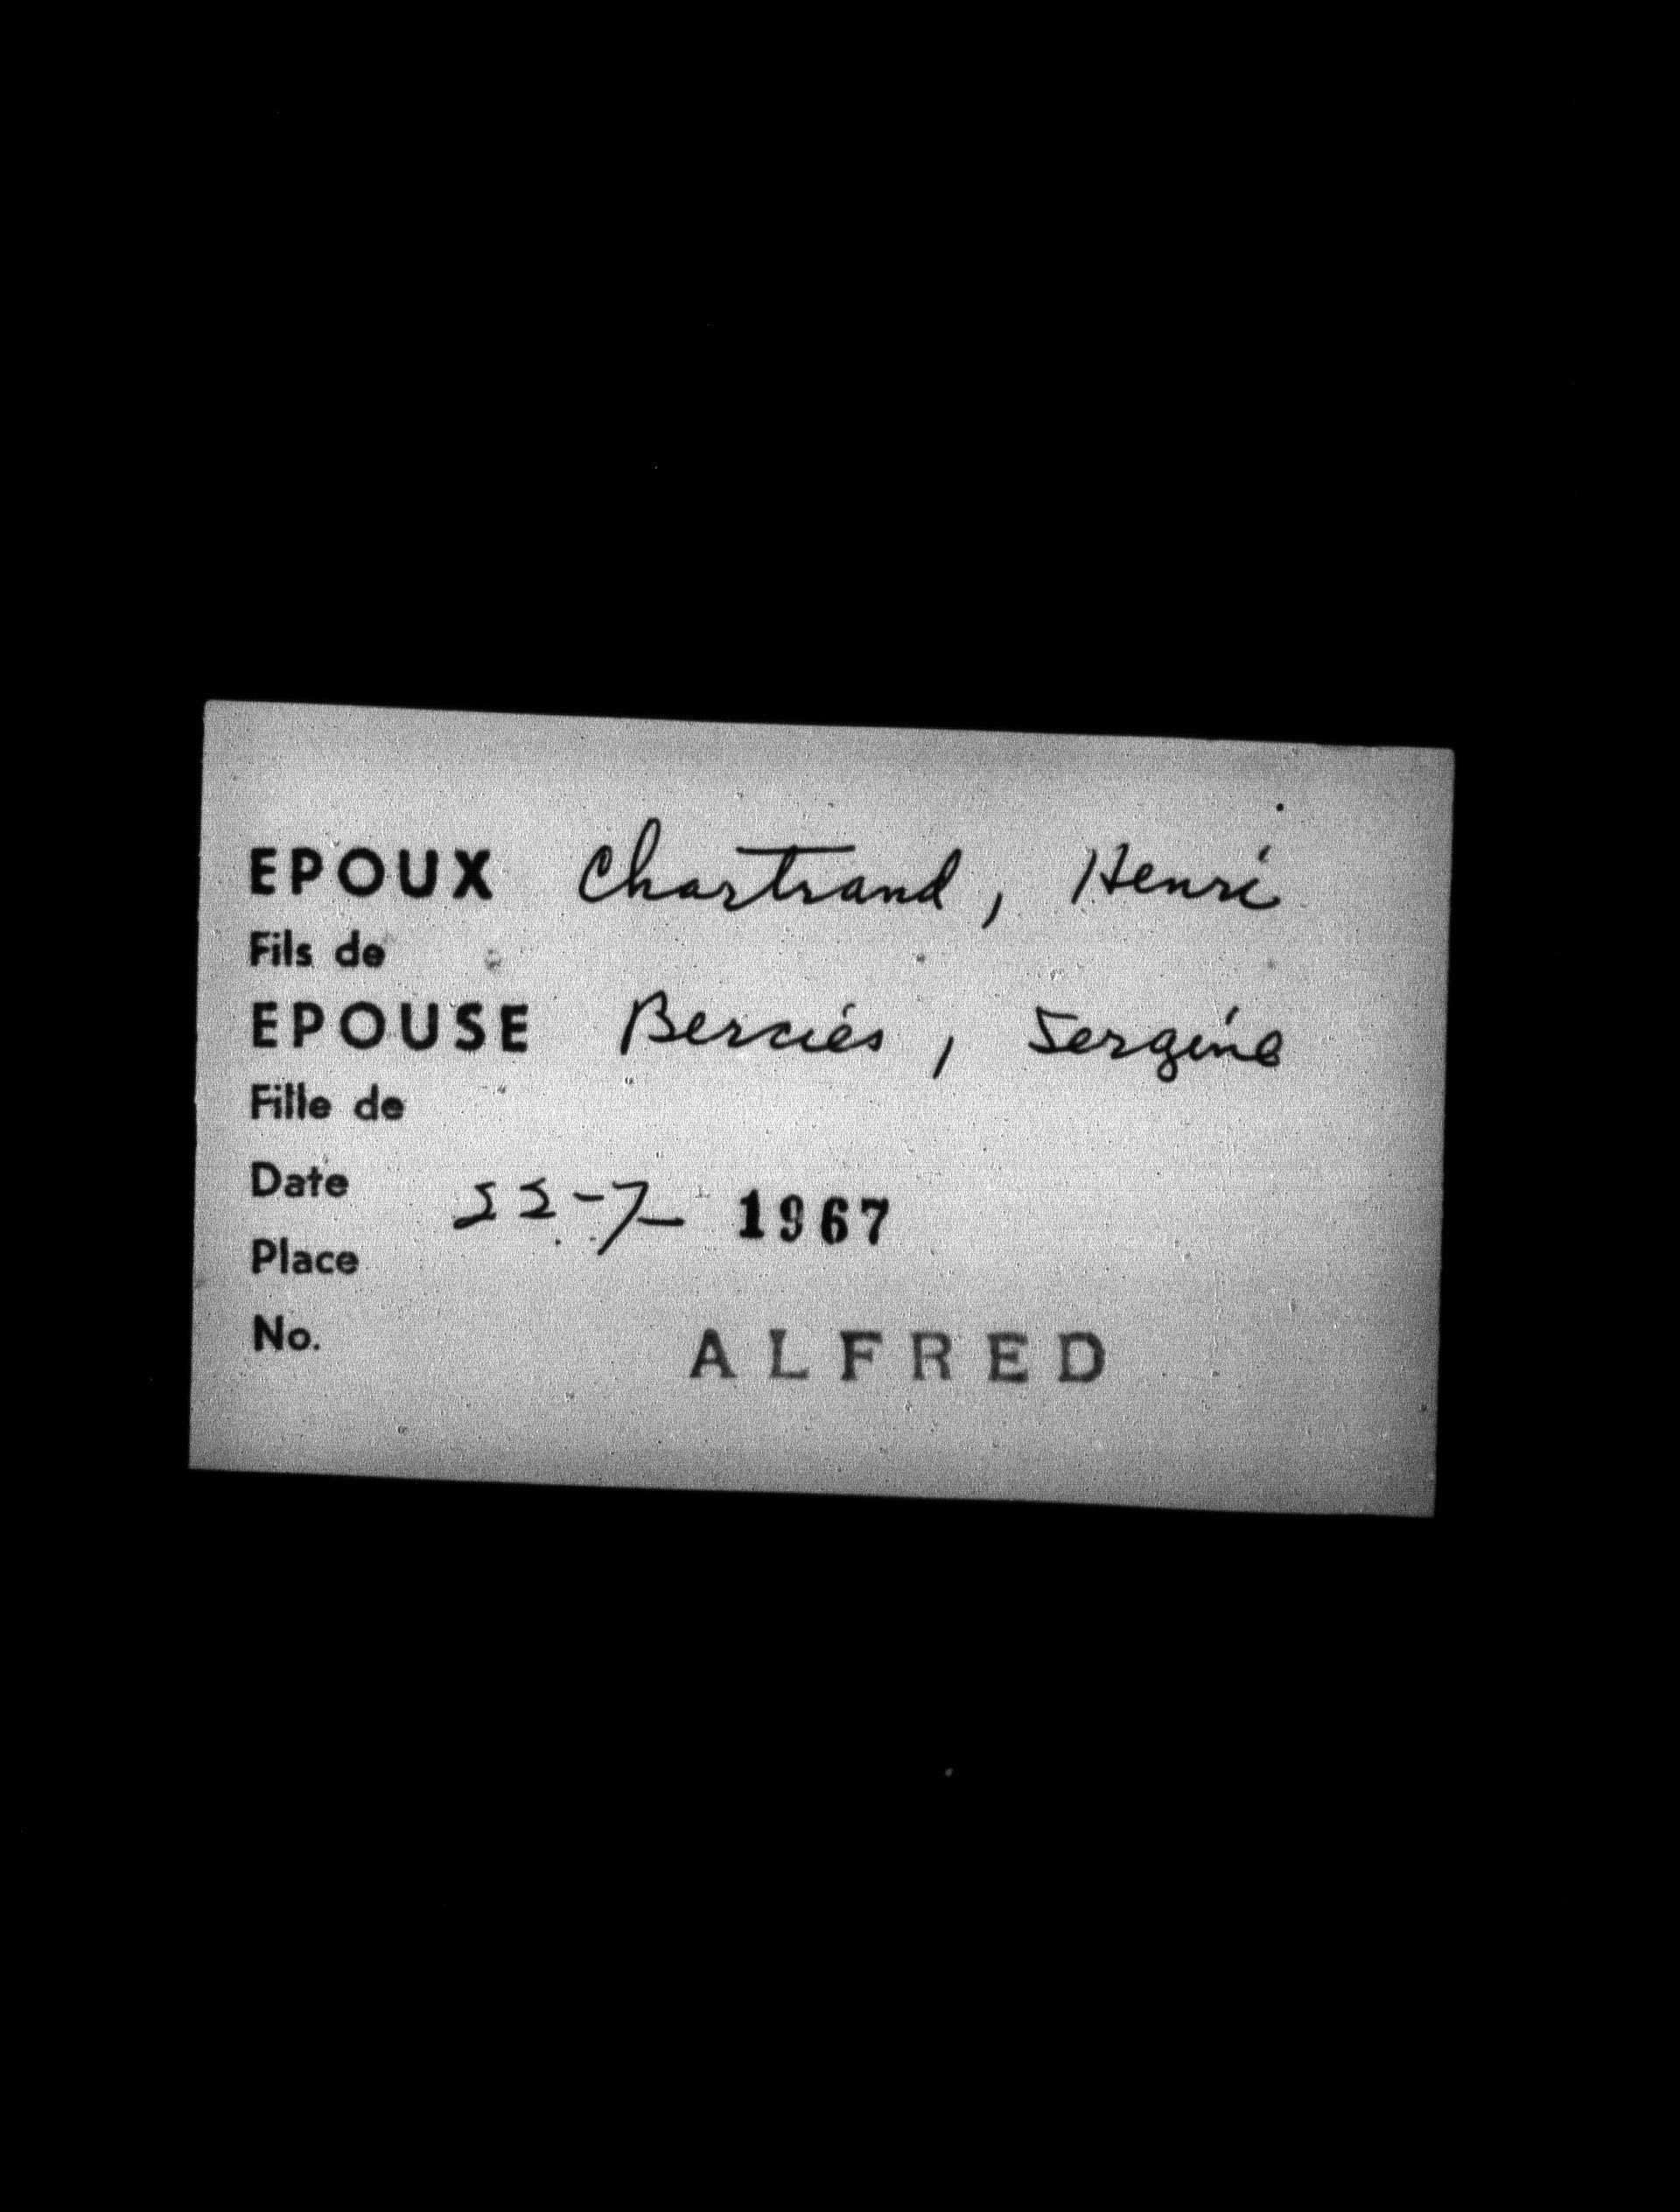 EPOUX Chartrand, Henri
Fils de
EPOUSE Berciés, Sergine
Fille de
Date 22-7- 1967
Place
No.
ALFRED